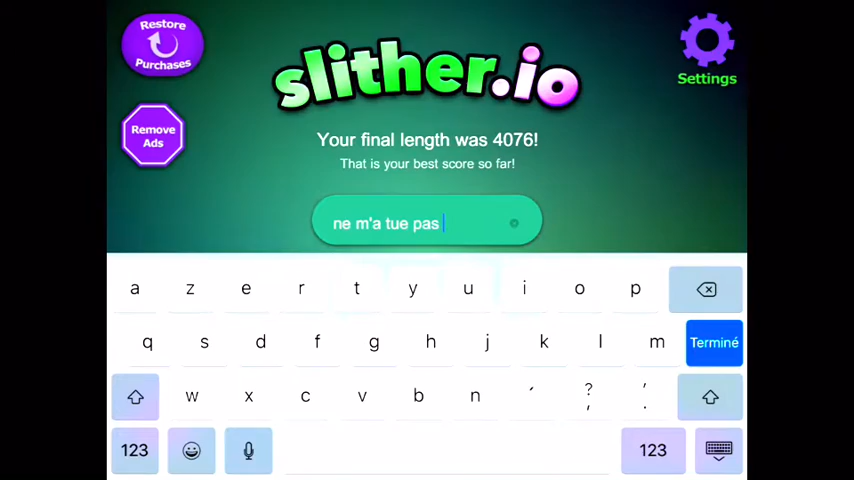 Restore
Purchases
slither.io
Settings
Remove
Ads
Your final length was 4076!
That is your best score so far!
ne m'a tue pas
a z e r t y u i o p
q s d f g h j k l m Terminé
w x c v b n ´ ? , ' .
123 123